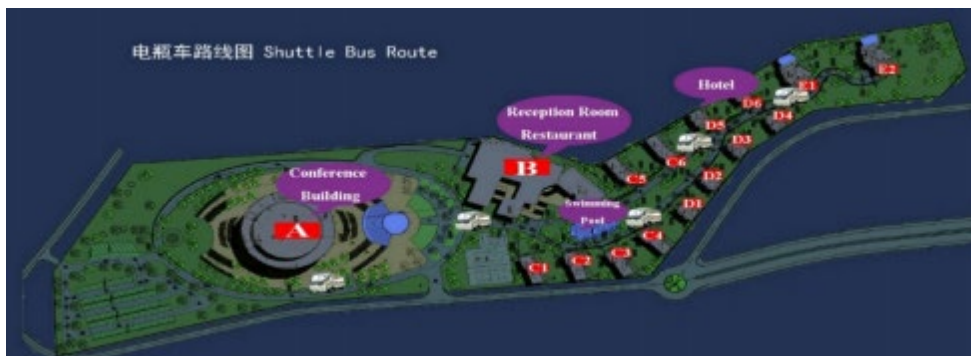 电瓶车路线图 Shuttle Bus Route
Hotel
E1
E2
Reception Room
Restaurant
D6
D5
D4
D3
B
C6
C5
D2
D1
Conference
Building
A
Swimming
Pool
C4
C3
C2
C1